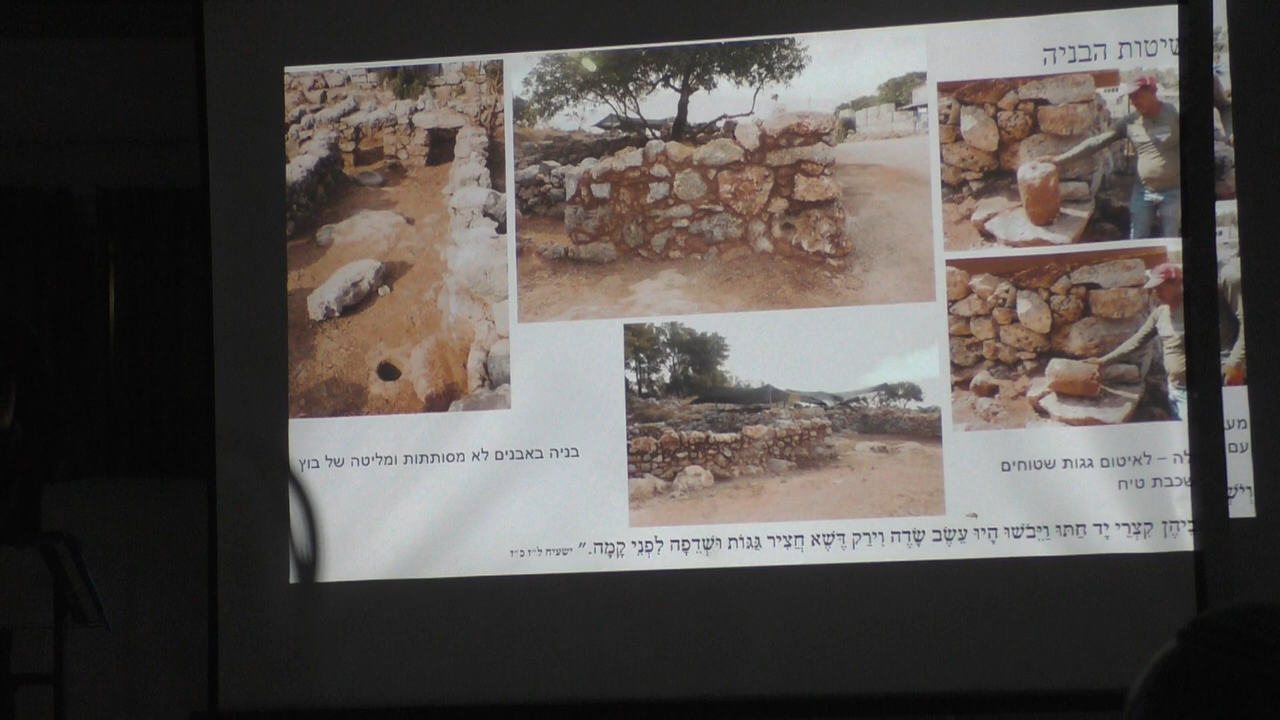 שיטות הבניה
בניה באבנים לא מסותתות ומליטה של בוץ
לה – לאיטום גגות שטוחים
עם
שכבת טיח
קִצְרֵי יָד חַתּוּ וַיֵּבֹשׁוּ הָיוּ עֵשֶׂב שָׂדֶה וִירַק דֶּשֶׁא חֲצִיר גַּגּוֹת וּשְׁדֵפָה לִפְנֵי קָמָה." ישעיה ל"ז כ"ז